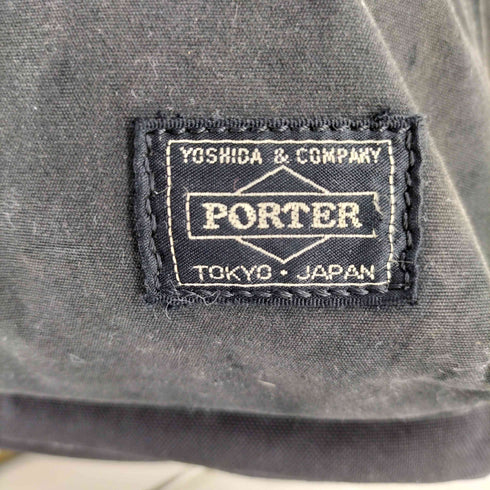 YOSHIDA & COMPANY
PORTER
TOKYO · JAPAN